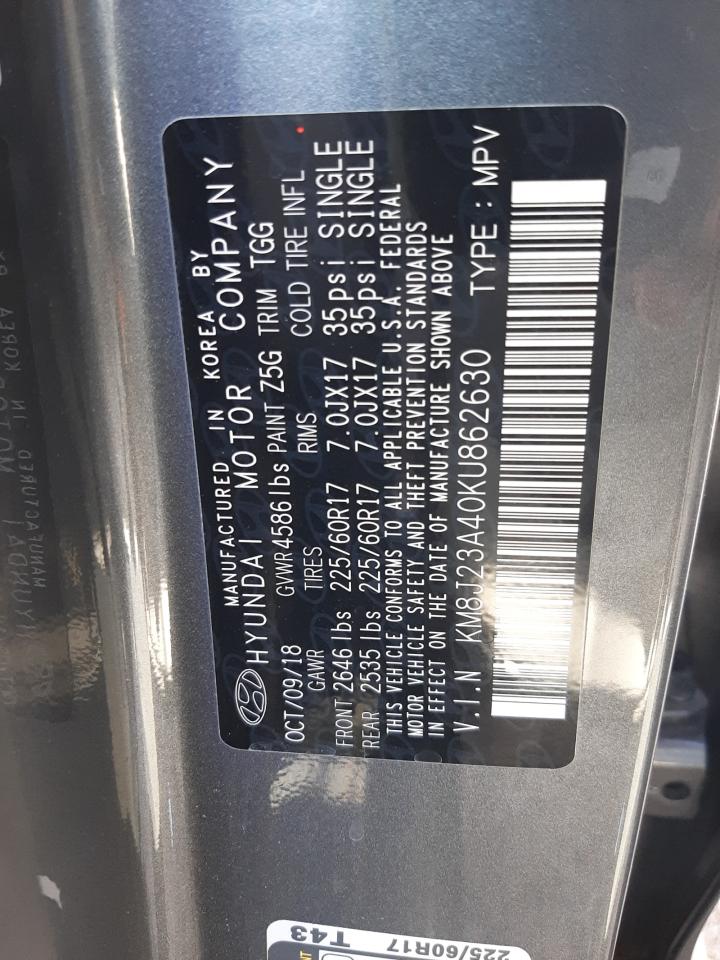 MANUFACTURED IN KOREA BY
HYUNDAI MOTOR COMPANY
OCT/09/18 GVWR 4586 lbs PAINT Z5G TRIM TGG
GAWR TIRES RIMS COLD TIRE INFL
FRONT 2646 lbs 225/60R17 7.0JX17 35psi SINGLE
REAR 2535 lbs 225/60R17 7.0JX17 35psi SINGLE
THIS VEHICLE CONFORMS TO ALL APPLICABLE U.S.A. FEDERAL
MOTOR VEHICLE SAFETY AND THEFT PREVENTION STANDARDS
IN EFFECT ON THE DATE OF MANUFACTURE SHOWN ABOVE
V.I.N KM8J23A40KU862630 TYPE : MPV
T43
225/60R17